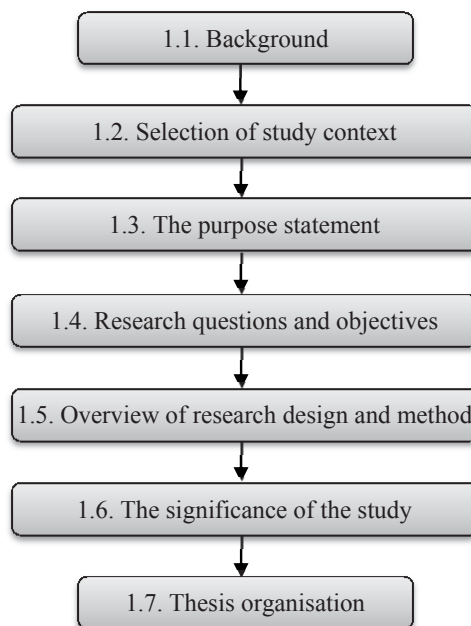 1.1. Background
1.2. Selection of study context
1.3. The purpose statement
1.4. Research questions and objectives
1.5. Overview of research design and method
1.6. The significance of the study
1.7. Thesis organisation